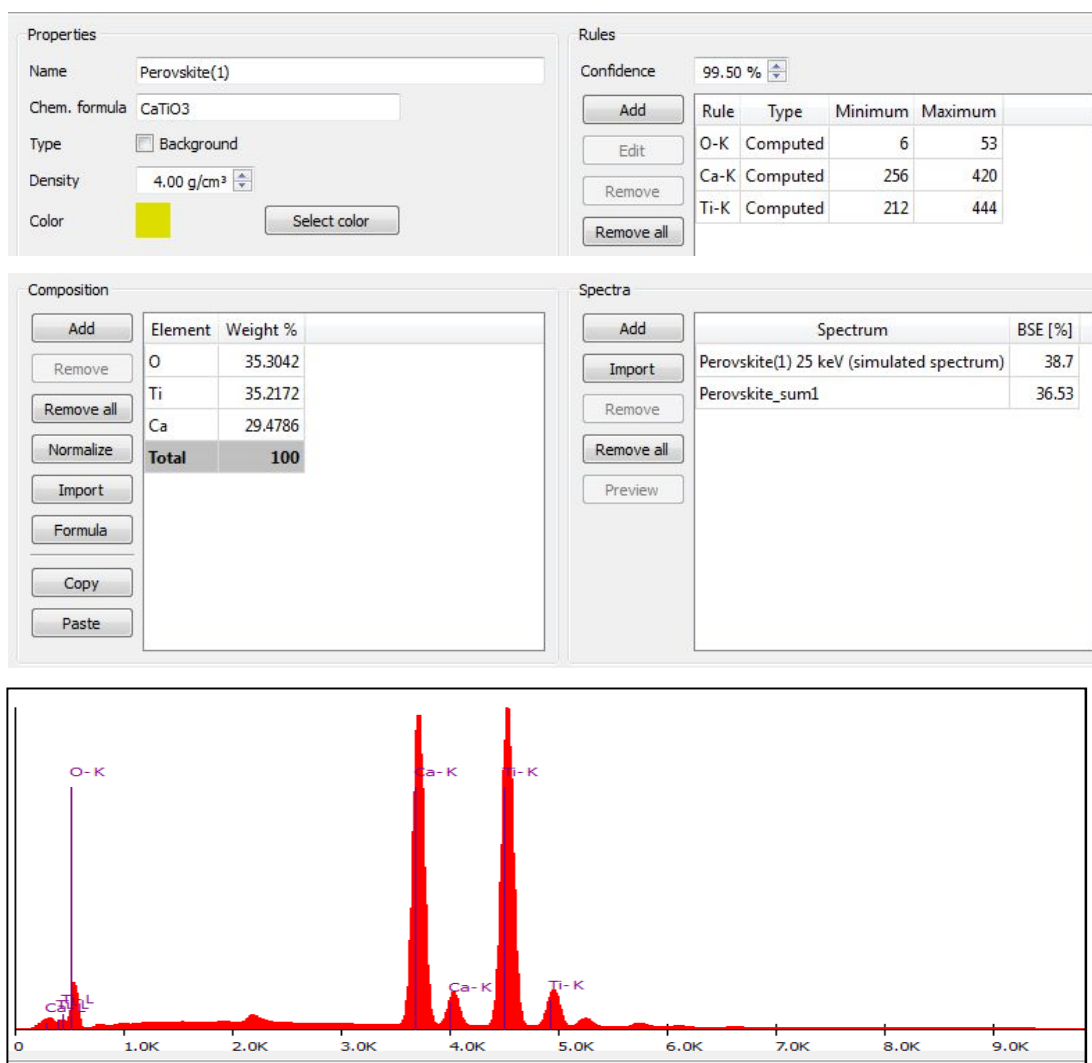 Properties
Name Perovskite(1)
Chem. formula CaTiO3
Type Background
Density 4.00 g/cm³
Color Select color
Rules
Confidence 99.50 %
Add
Edit
Remove
Remove all
Rule Type Minimum Maximum
O-K Computed 6 53
Ca-K Computed 256 420
Ti-K Computed 212 444
Composition
Add
Remove
Remove all
Normalize
Import
Formula
Copy
Paste
Element Weight %
O 35.3042
Ti 35.2172
Ca 29.4786
Total 100
Spectra
Add
Import
Remove
Remove all
Preview
Spectrum BSE [%]
Perovskite(1) 25 keV (simulated spectrum) 38.7
Perovskite_sum1 36.53
O-K
Ca-K
Ti-K
Ca-K
Ti-K
0 1.0K 2.0K 3.0K 4.0K 5.0K 6.0K 7.0K 8.0K 9.0K